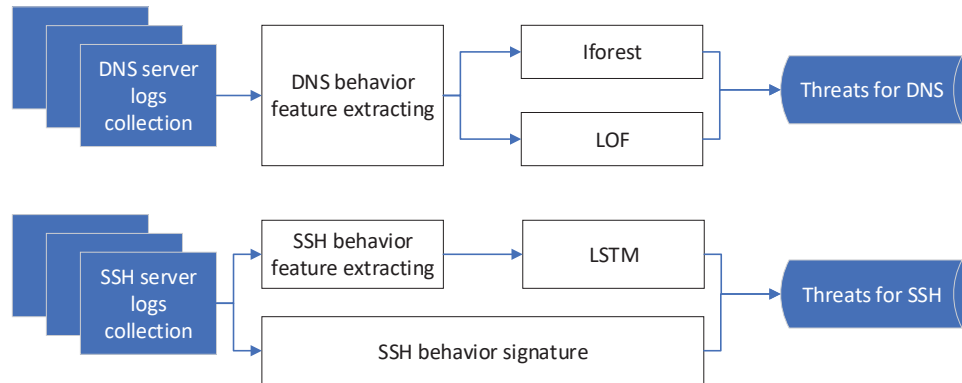 DNS server
logs
collection
DNS behavior
feature extracting
Iforest
LOF
Threats for DNS
SSH server
logs
collection
SSH behavior
feature extracting
LSTM
SSH behavior signature
Threats for SSH